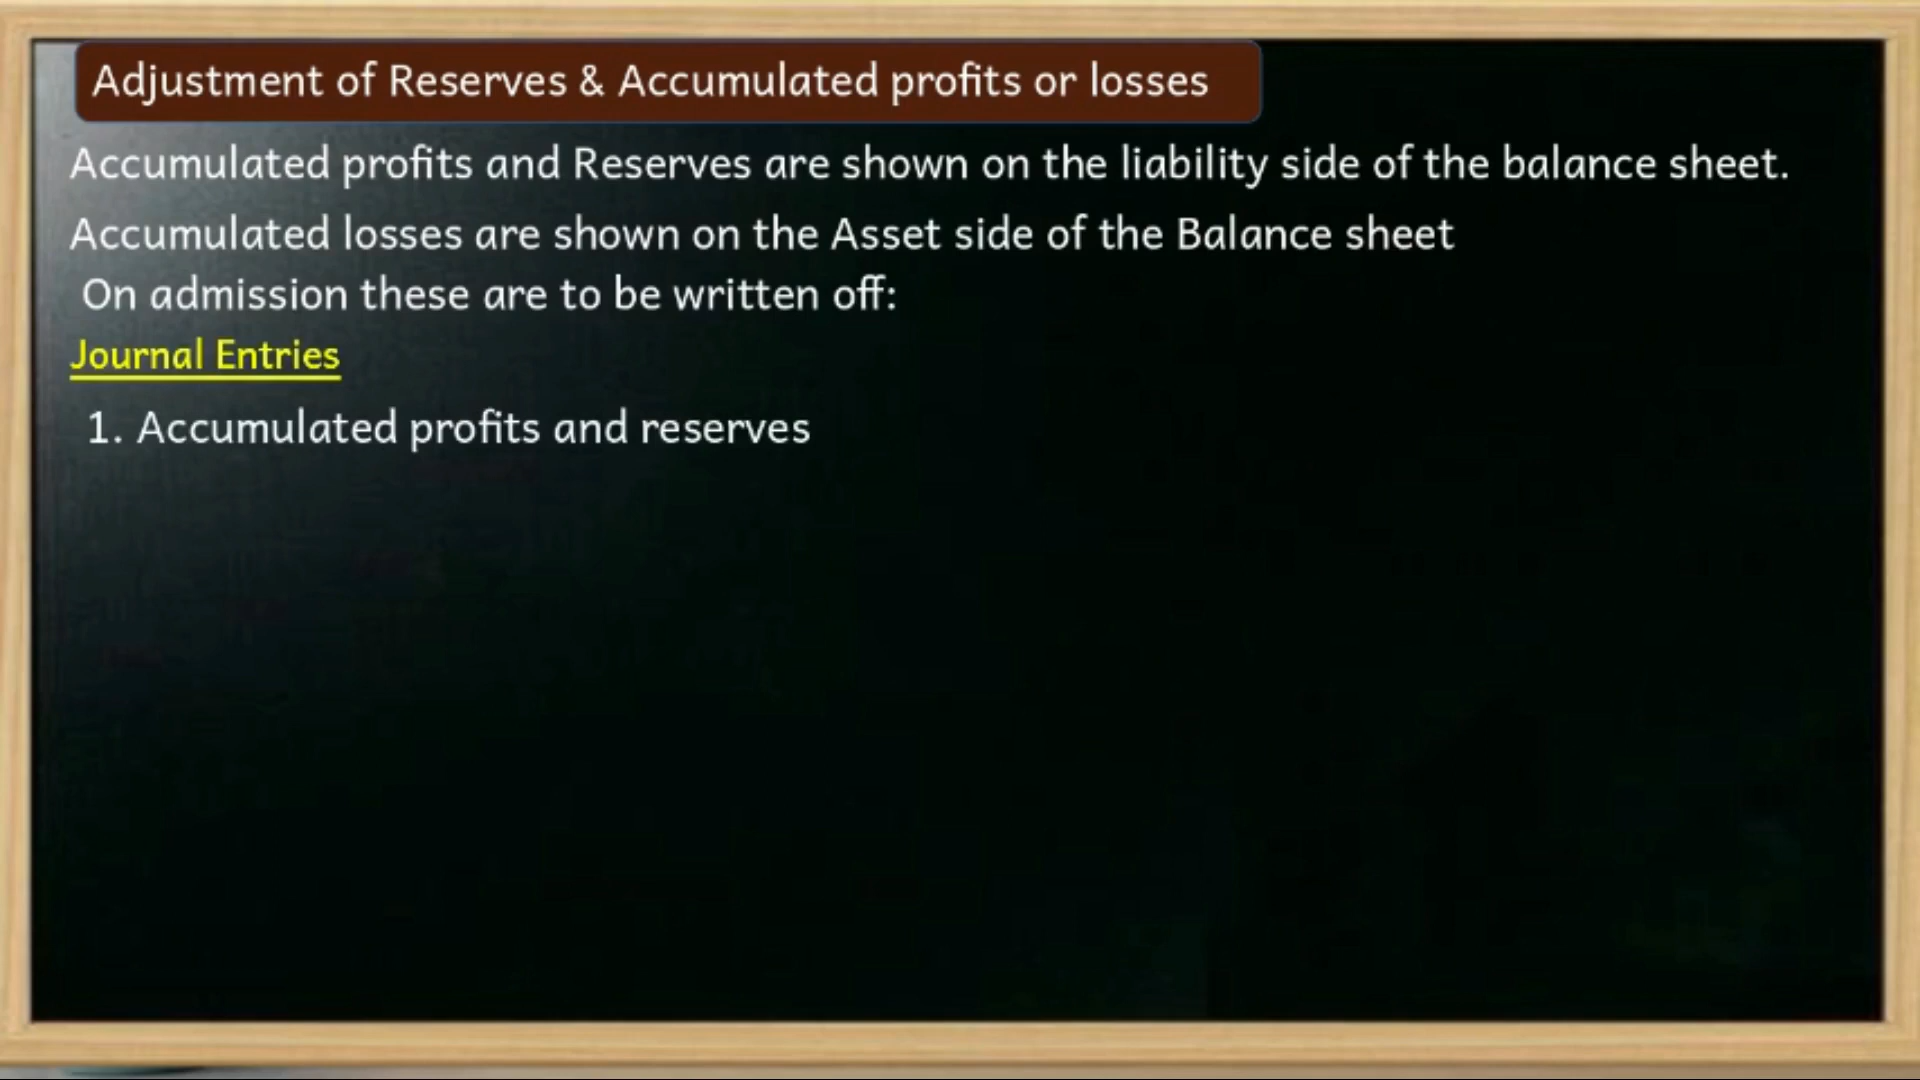 Adjustment of Reserves & Accumulated profits or losses
Accumulated profits and Reserves are shown on the liability side of the balance sheet.
Accumulated losses are shown on the Asset side of the Balance sheet
On admission these are to be written off:
Journal Entries
1. Accumulated profits and reserves